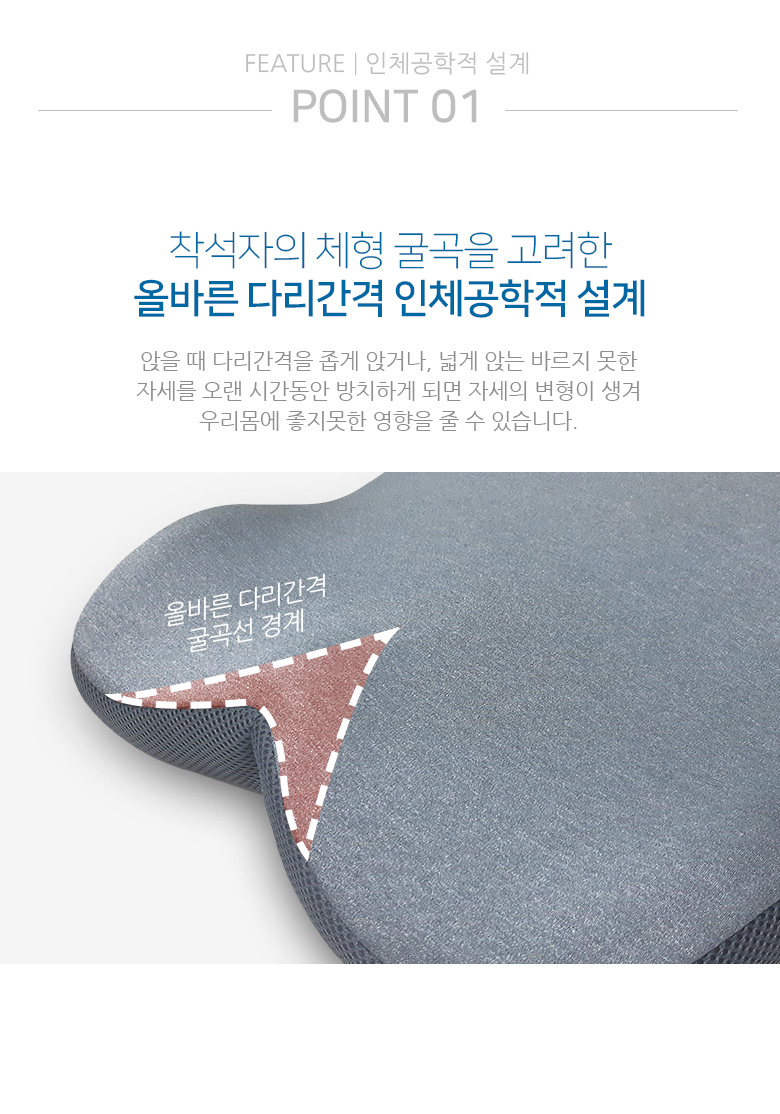 FEATURE | 인체공학적 설계
POINT 01
착석자의 체형 굴곡을 고려한
올바른 다리간격 인체공학적 설계
앉을 때 다리간격을 좁게 앉거나, 넓게 앉는 바르지 못한
자세를 오랜 시간동안 방치하게 되면 자세의 변형이 생겨
우리몸에 좋지못한 영향을 줄 수 있습니다.
올바른 다리간격
굴곡선 경계